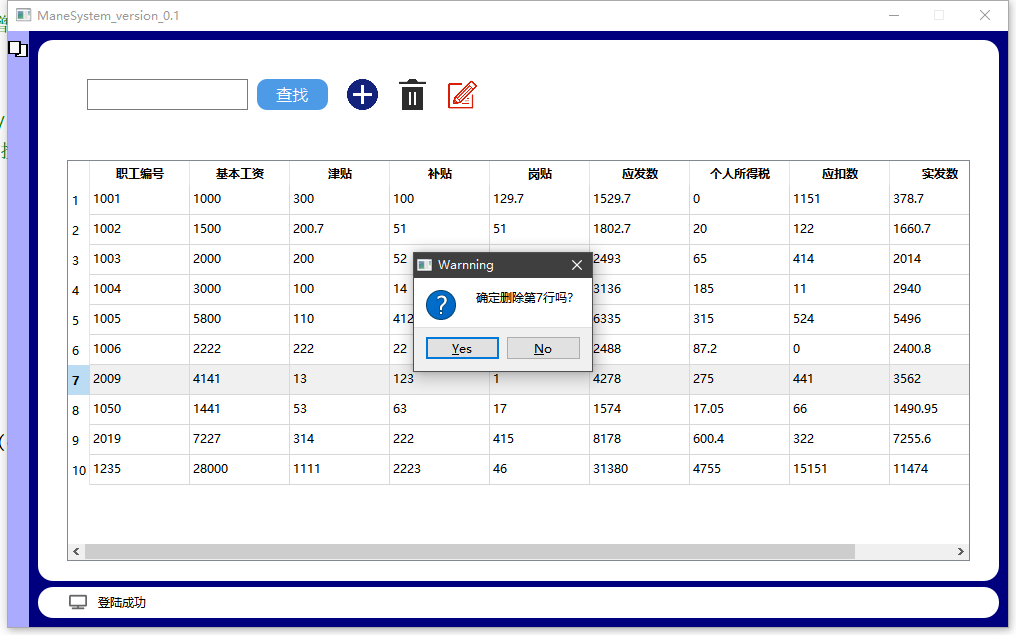 ManeSystem_version_0.1
查找
职工编号 基本工资 津贴 补贴 岗贴 应发数 个人所得税 应扣数 实发数
1 1001 1000 300 100 129.7 1529.7 0 1151 378.7
2 1002 1500 200.7 51 51 1802.7 20 122 1660.7
3 1003 2000 200 52 2493 65 414 2014
4 1004 3000 100 14 3136 185 11 2940
5 1005 5800 110 412 6335 315 524 5496
6 1006 2222 222 22 2488 87.2 0 2400.8
7 2009 4141 13 123 1 4278 275 441 3562
8 1050 1441 53 63 17 1574 17.05 66 1490.95
9 2019 7227 314 222 415 8178 600.4 322 7255.6
10 1235 28000 1111 2223 46 31380 4755 15151 11474
Warnning
确定删除第7行吗?
Yes No
登陆成功